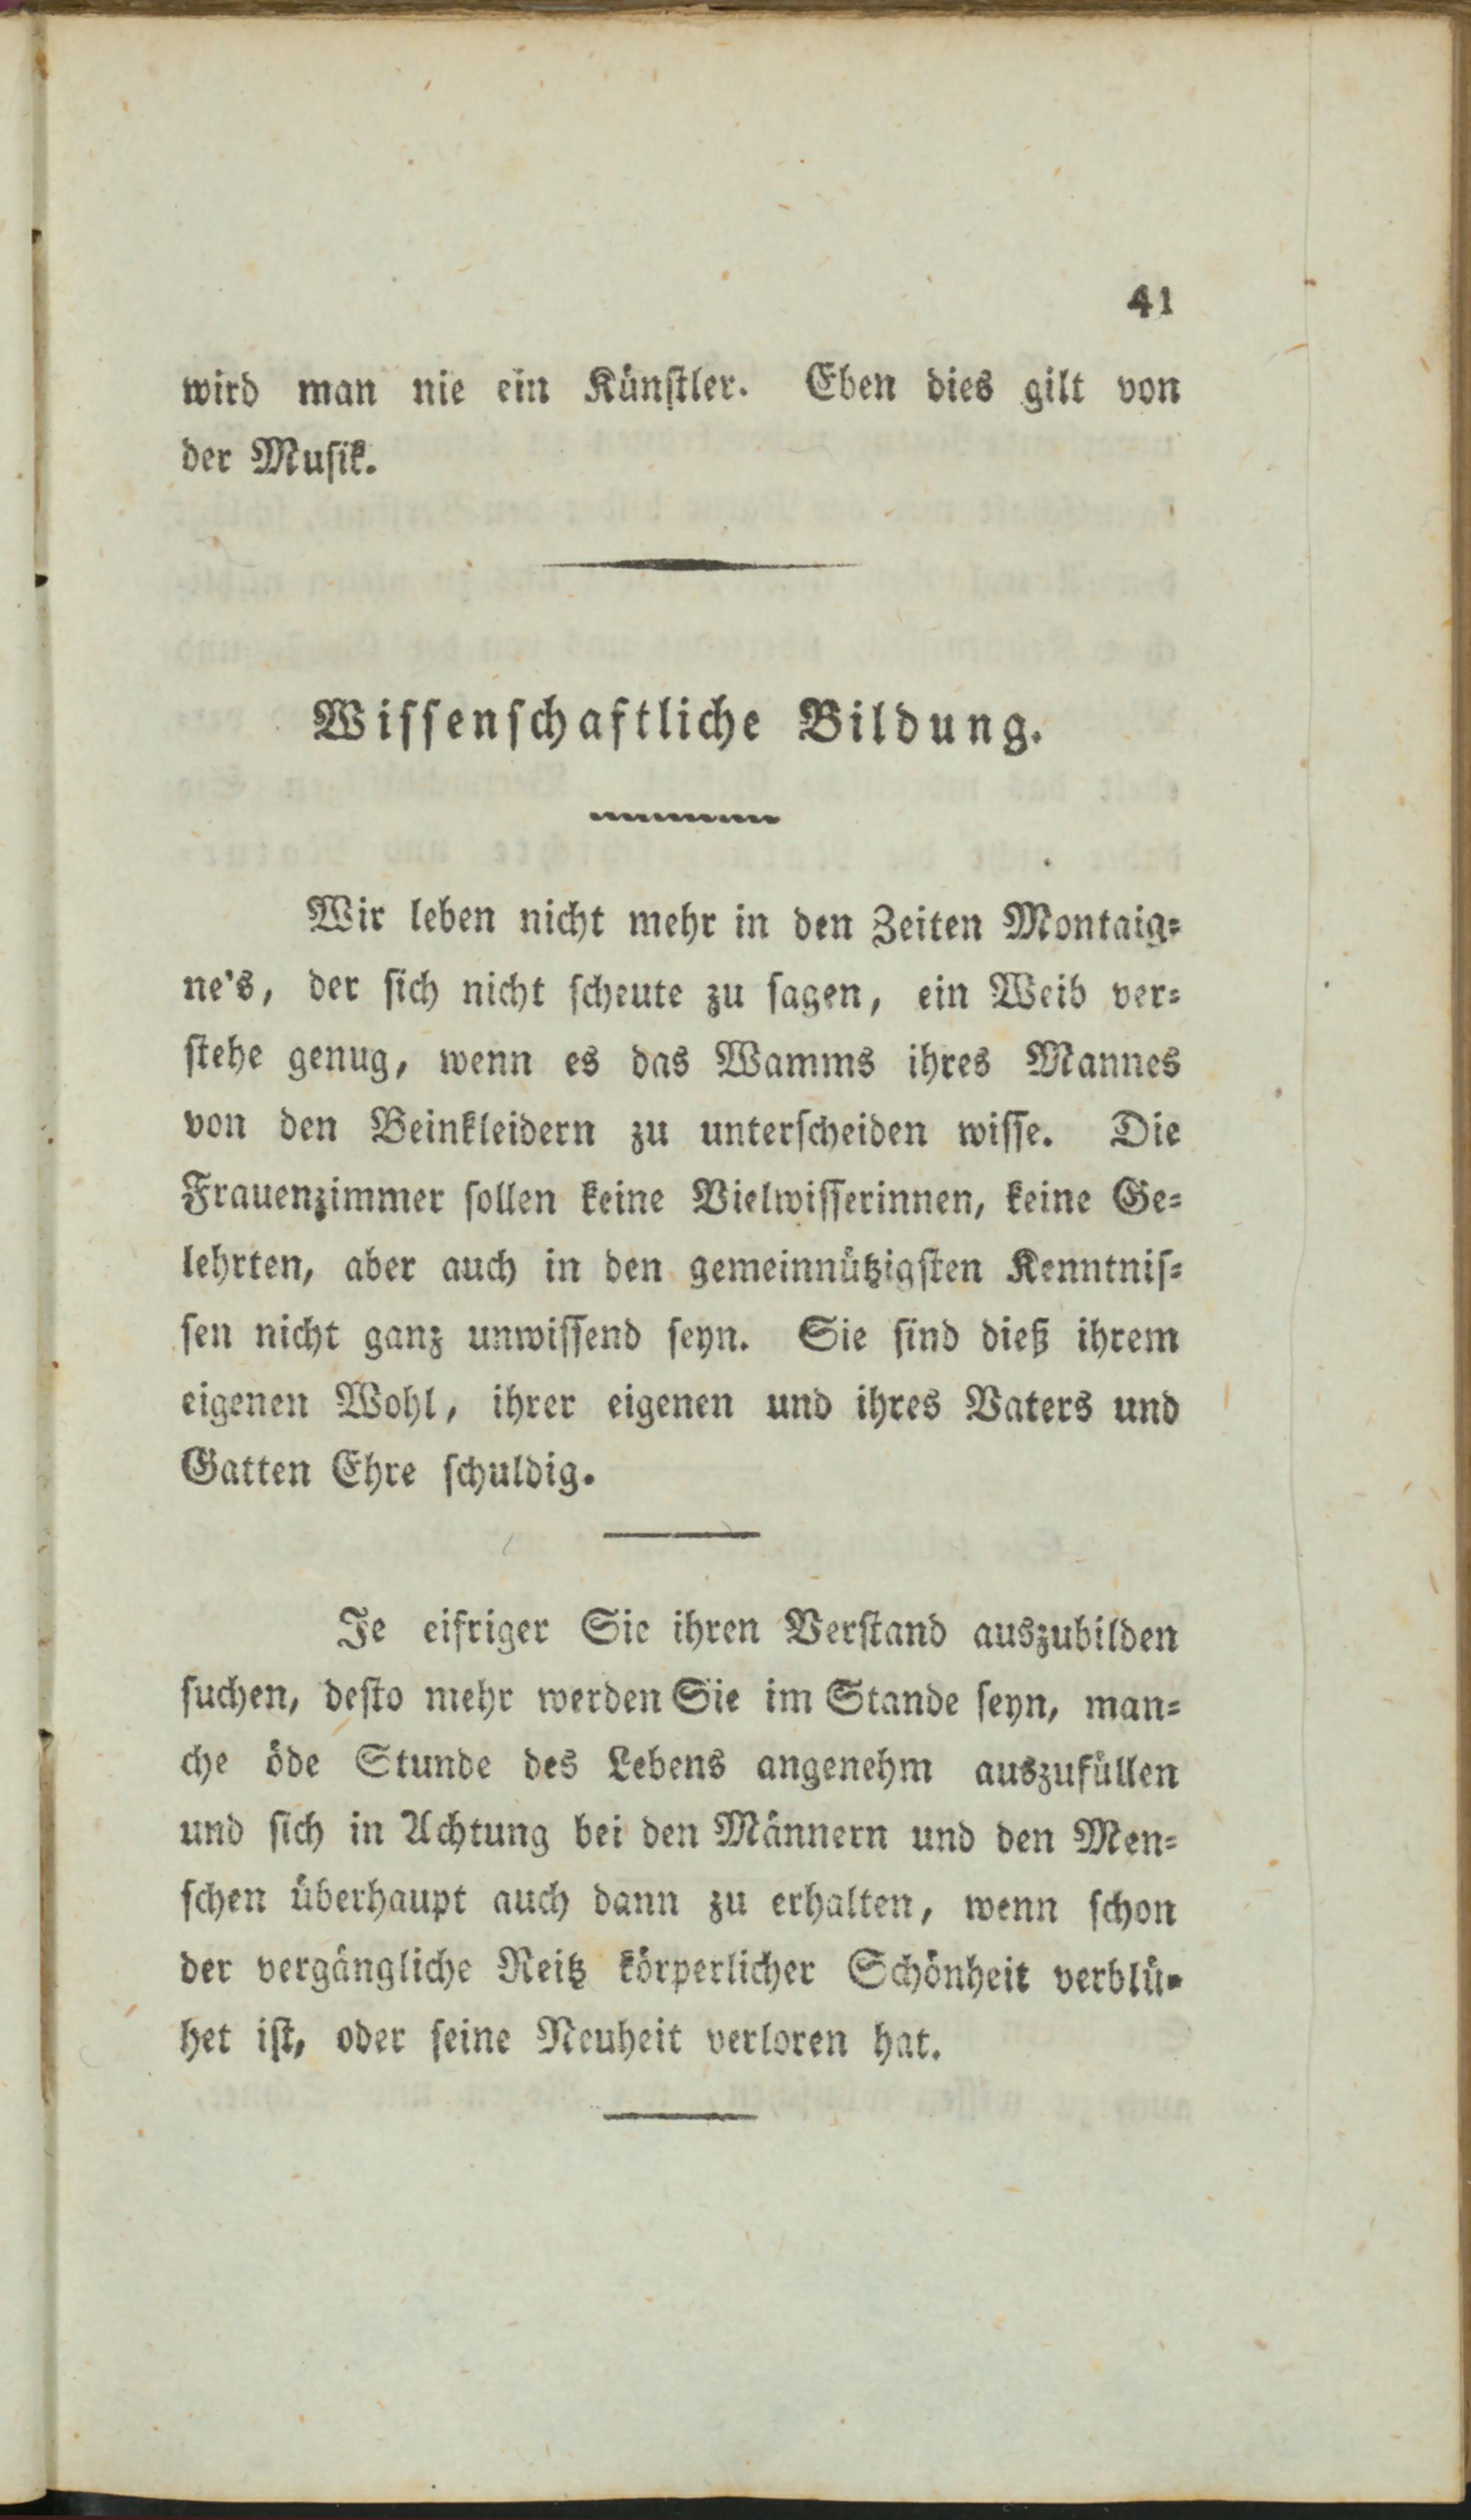 41
wird man nie ein Künstler. Eben dies gilt von
der Musik.
Wissenschaftliche Bildung.
Wir leben nicht mehr in den Zeiten Montaig-
ne's, der sich nicht scheute zu sagen, ein Weib ver-
stehe genug, wenn es das Wamms ihres Mannes
von den Beinkleidern zu unterscheiden wisse. Die
Frauenzimmer sollen keine Vielwisserinnen, keine Ge-
lehrten, aber auch in den gemeinnützigsten Kenntnis-
sen nicht ganz unwissend seyn. Sie sind dieß ihrem
eigenen Wohl, ihrer eigenen und ihres Vaters und
Gatten Ehre schuldig.
Je eifriger Sie ihren Verstand auszubilden
suchen, desto mehr werden Sie im Stande seyn, man-
che öde Stunde des Lebens angenehm auszufüllen
und sich in Achtung bei den Männern und den Men-
schen überhaupt auch dann zu erhalten, wenn schon
der vergängliche Reitz körperlicher Schönheit verblü-
het ist, oder seine Neuheit verloren hat.